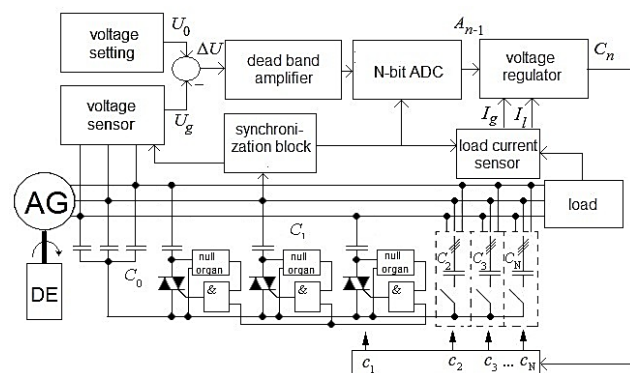 voltage
setting
U0
ΔU
−
dead band
amplifier
N-bit ADC
An-1
voltage
regulator
Cn
voltage
sensor
Ug
synchroni-
zation block
Ig
Il
load current
sensor
AG
load
DE
C0
C1
null
organ
&
null
organ
&
null
organ
&
C2
C3
CN
c1
c2
c3 ... cN